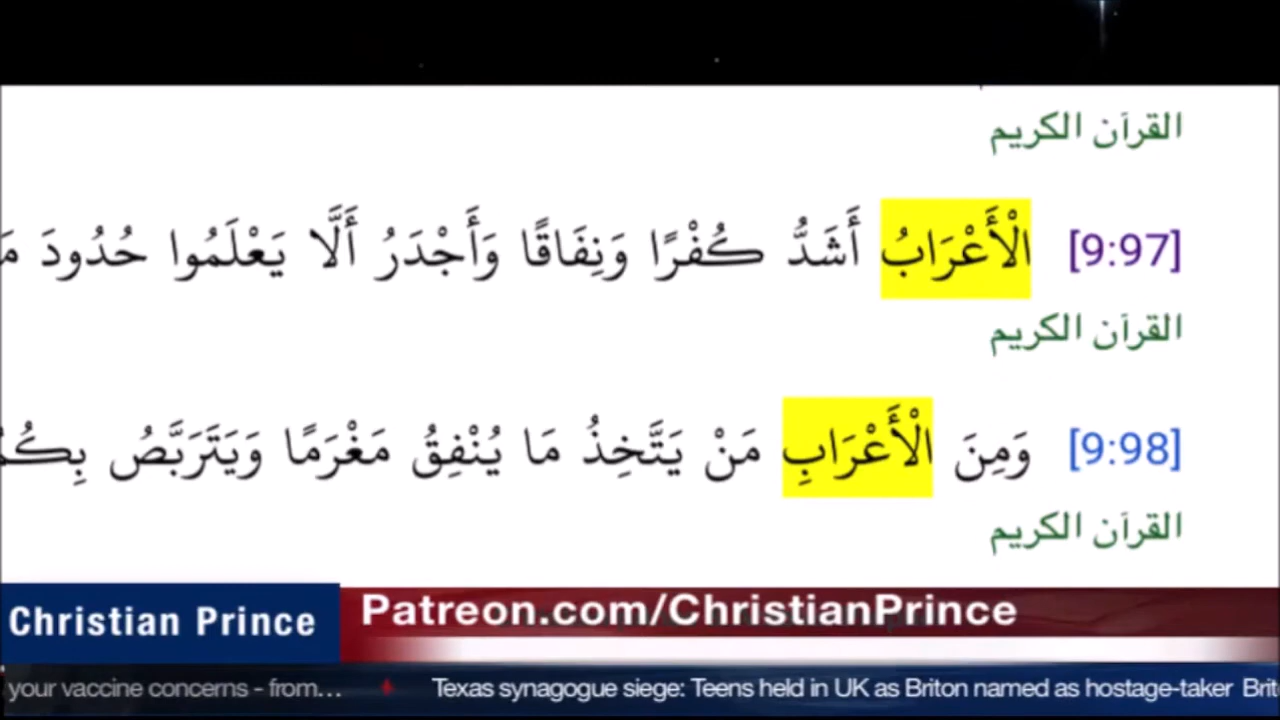 القرآن الكريم
[9:97] الْأَعْرَابُ أَشَدُّ كُفْرًا وَنِفَاقًا وَأَجْدَرُ أَلَّا يَعْلَمُوا حُدُودَ
القرآن الكريم
[9:98] وَمِنَ الْأَعْرَابِ مَنْ يَتَّخِذُ مَا يُنْفِقُ مَغْرَمًا وَيَتَرَبَّصُ
القرآن الكريم
Christian Prince
Patreon.com/ChristianPrince
your vaccine concerns - from... Texas synagogue siege: Teens held in UK as Briton named as hostage-taker